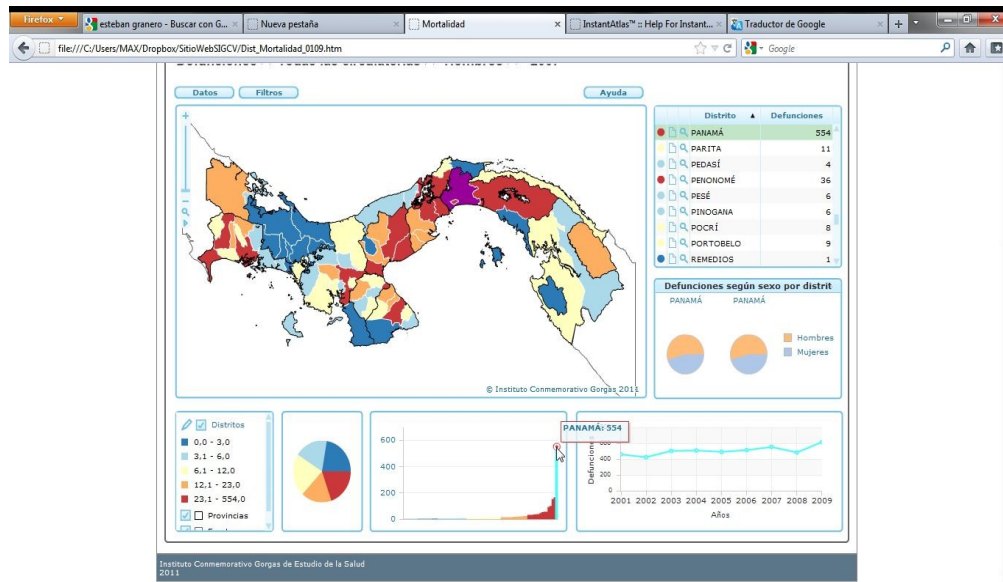 Firefox
esteban granero - Buscar con G...
Nueva pestaña
Mortalidad
InstantAtlas™ :: Help For Instant...
Traductor de Google
file:///C:/Users/MAX/Dropbox/SitioWebSIGCV/Dist_Mortalidad_0109.htm
Google
Datos
Filtros
Ayuda
Distrito
Defunciones
PANAMÁ 554
PARITA 11
PEDASÍ 4
PENONOMÉ 36
PESÉ 6
PINOGANA 6
POCRÍ 8
PORTOBELO 9
REMEDIOS 1
© Instituto Conmemorativo Gorgas 2011
Defunciones según sexo por distrit
PANAMÁ PANAMÁ
Hombres
Mujeres
Distritos
0,0 - 3,0
3,1 - 6,0
6,1 - 12,0
12,1 - 23,0
23,1 - 554,0
Provincias
600
400
200
0
PANAMÁ: 554
Defunciones
600
400
200
0
2001 2002 2003 2004 2005 2006 2007 2008 2009
Años
Instituto Conmemorativo Gorgas de Estudio de la Salud
2011